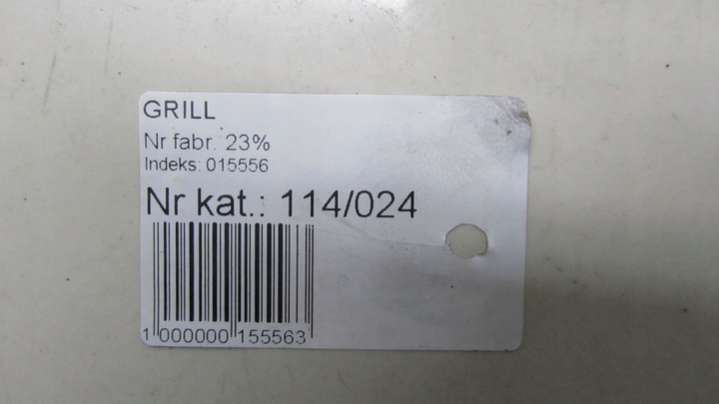 GRILL
Nr fabr. 23%
Indeks: 015556
Nr kat.: 114/024
1 000000 155563